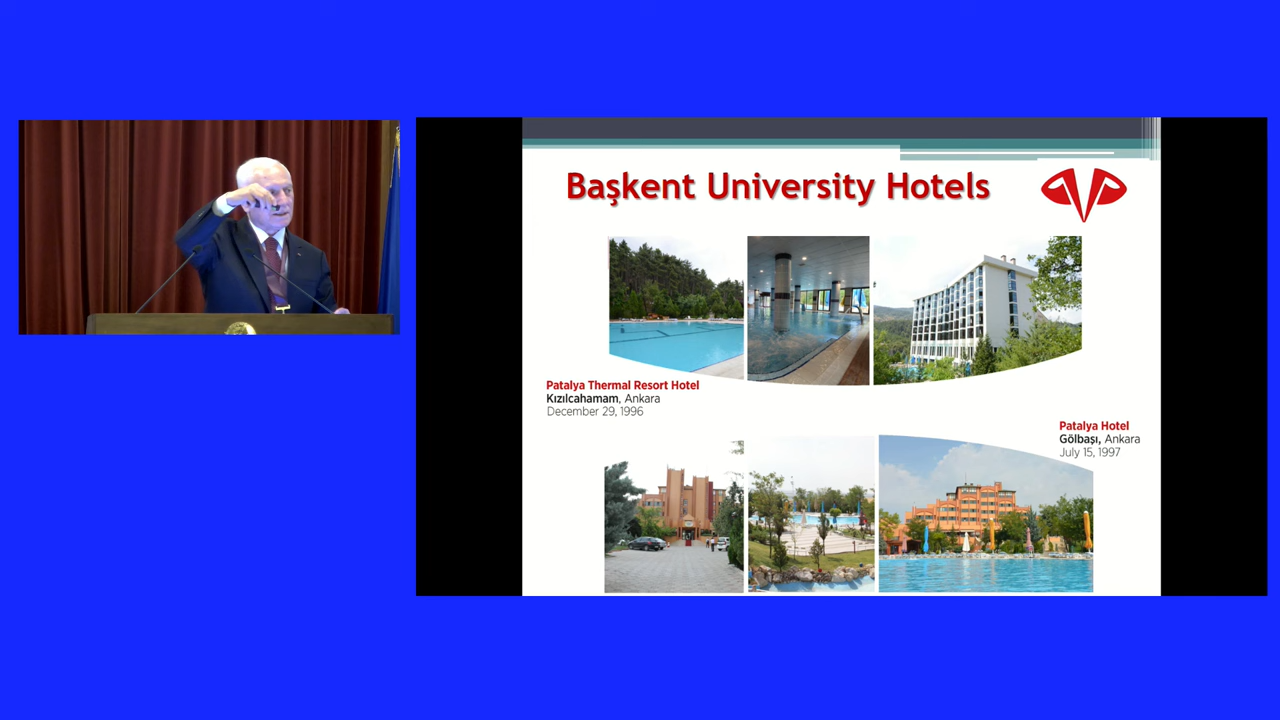 Başkent University Hotels
Patalya Thermal Resort Hotel
Kızılcahamam, Ankara
December 29, 1996
Patalya Hotel
Gölbaşı, Ankara
July 15, 1997